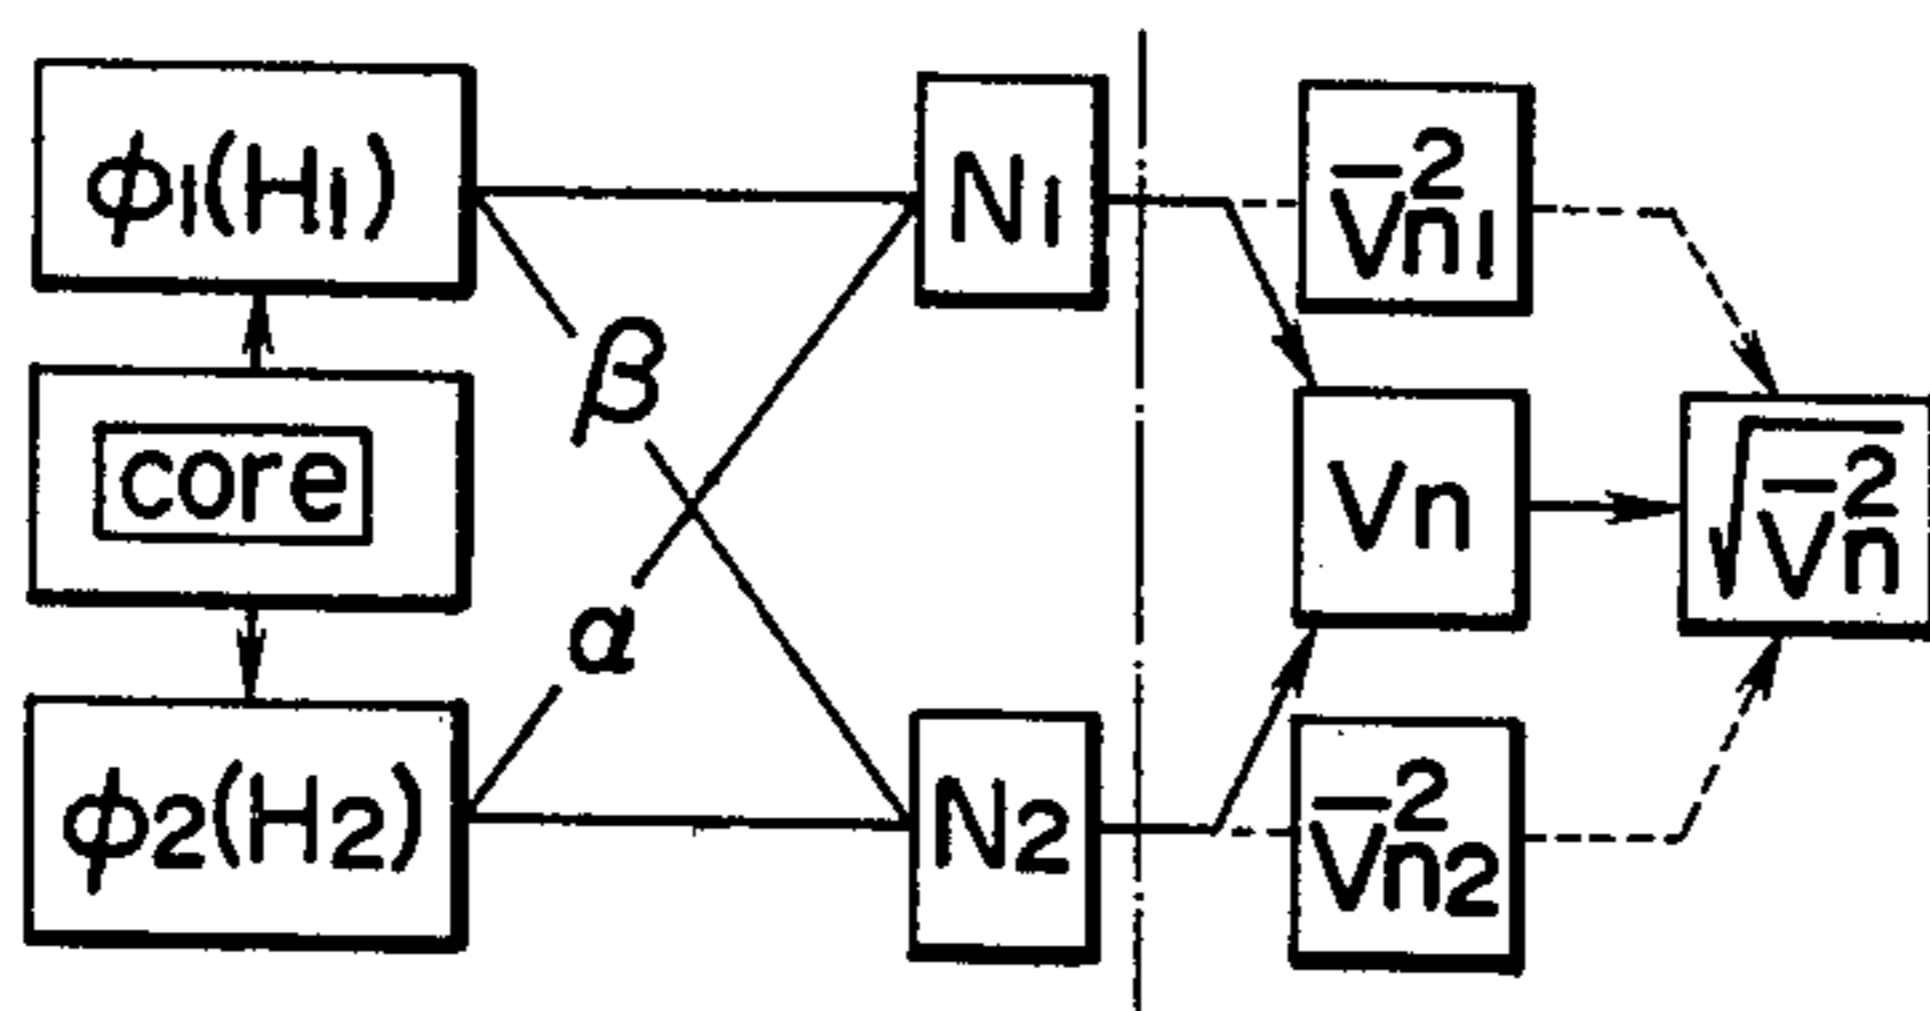 ϕ1(H1)
N1
V̅n1²
β
core
Vn
√V̅n²
α
ϕ2(H2)
N2
V̅n2²